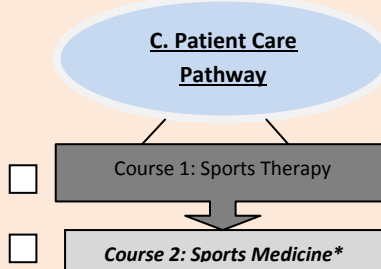 C. Patient Care
Pathway
Course 1: Sports Therapy
Course 2: Sports Medicine*